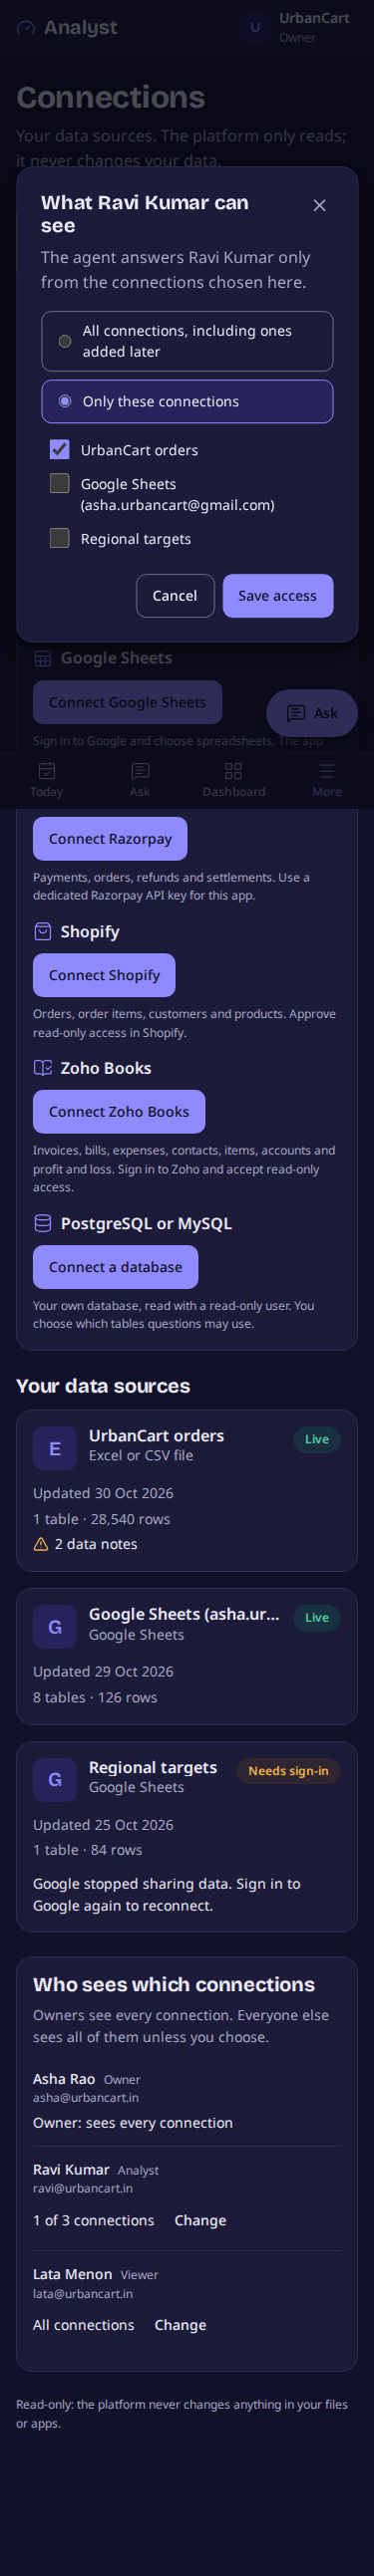 Analyst
U
UrbanCart
Owner
Connections
Your data sources. The platform only reads;
it never changes your data.
What Ravi Kumar can
see
The agent answers Ravi Kumar only
from the connections chosen here.
All connections, including ones
added later
Only these connections
UrbanCart orders
Google Sheets
(asha.urbancart@gmail.com)
Regional targets
Cancel
Save access
Google Sheets
Connect Google Sheets
Ask
Sign in to Google and choose spreadsheets. The app
Today
Ask
Dashboard
More
Connect Razorpay
Payments, orders, refunds and settlements. Use a
dedicated Razorpay API key for this app.
Shopify
Connect Shopify
Orders, order items, customers and products. Approve
read-only access in Shopify.
Zoho Books
Connect Zoho Books
Invoices, bills, expenses, contacts, items, accounts and
profit and loss. Sign in to Zoho and accept read-only
access.
PostgreSQL or MySQL
Connect a database
Your own database, read with a read-only user. You
choose which tables questions may use.
Your data sources
E
UrbanCart orders
Live
Excel or CSV file
Updated 30 Oct 2026
1 table · 28,540 rows
2 data notes
G
Google Sheets (asha.ur...
Live
Google Sheets
Updated 29 Oct 2026
8 tables · 126 rows
G
Regional targets
Needs sign-in
Google Sheets
Updated 25 Oct 2026
1 table · 84 rows
Google stopped sharing data. Sign in to
Google again to reconnect.
Who sees which connections
Owners see every connection. Everyone else
sees all of them unless you choose.
Asha Rao Owner
asha@urbancart.in
Owner: sees every connection
Ravi Kumar Analyst
ravi@urbancart.in
1 of 3 connections Change
Lata Menon Viewer
lata@urbancart.in
All connections Change
Read-only: the platform never changes anything in your files
or apps.